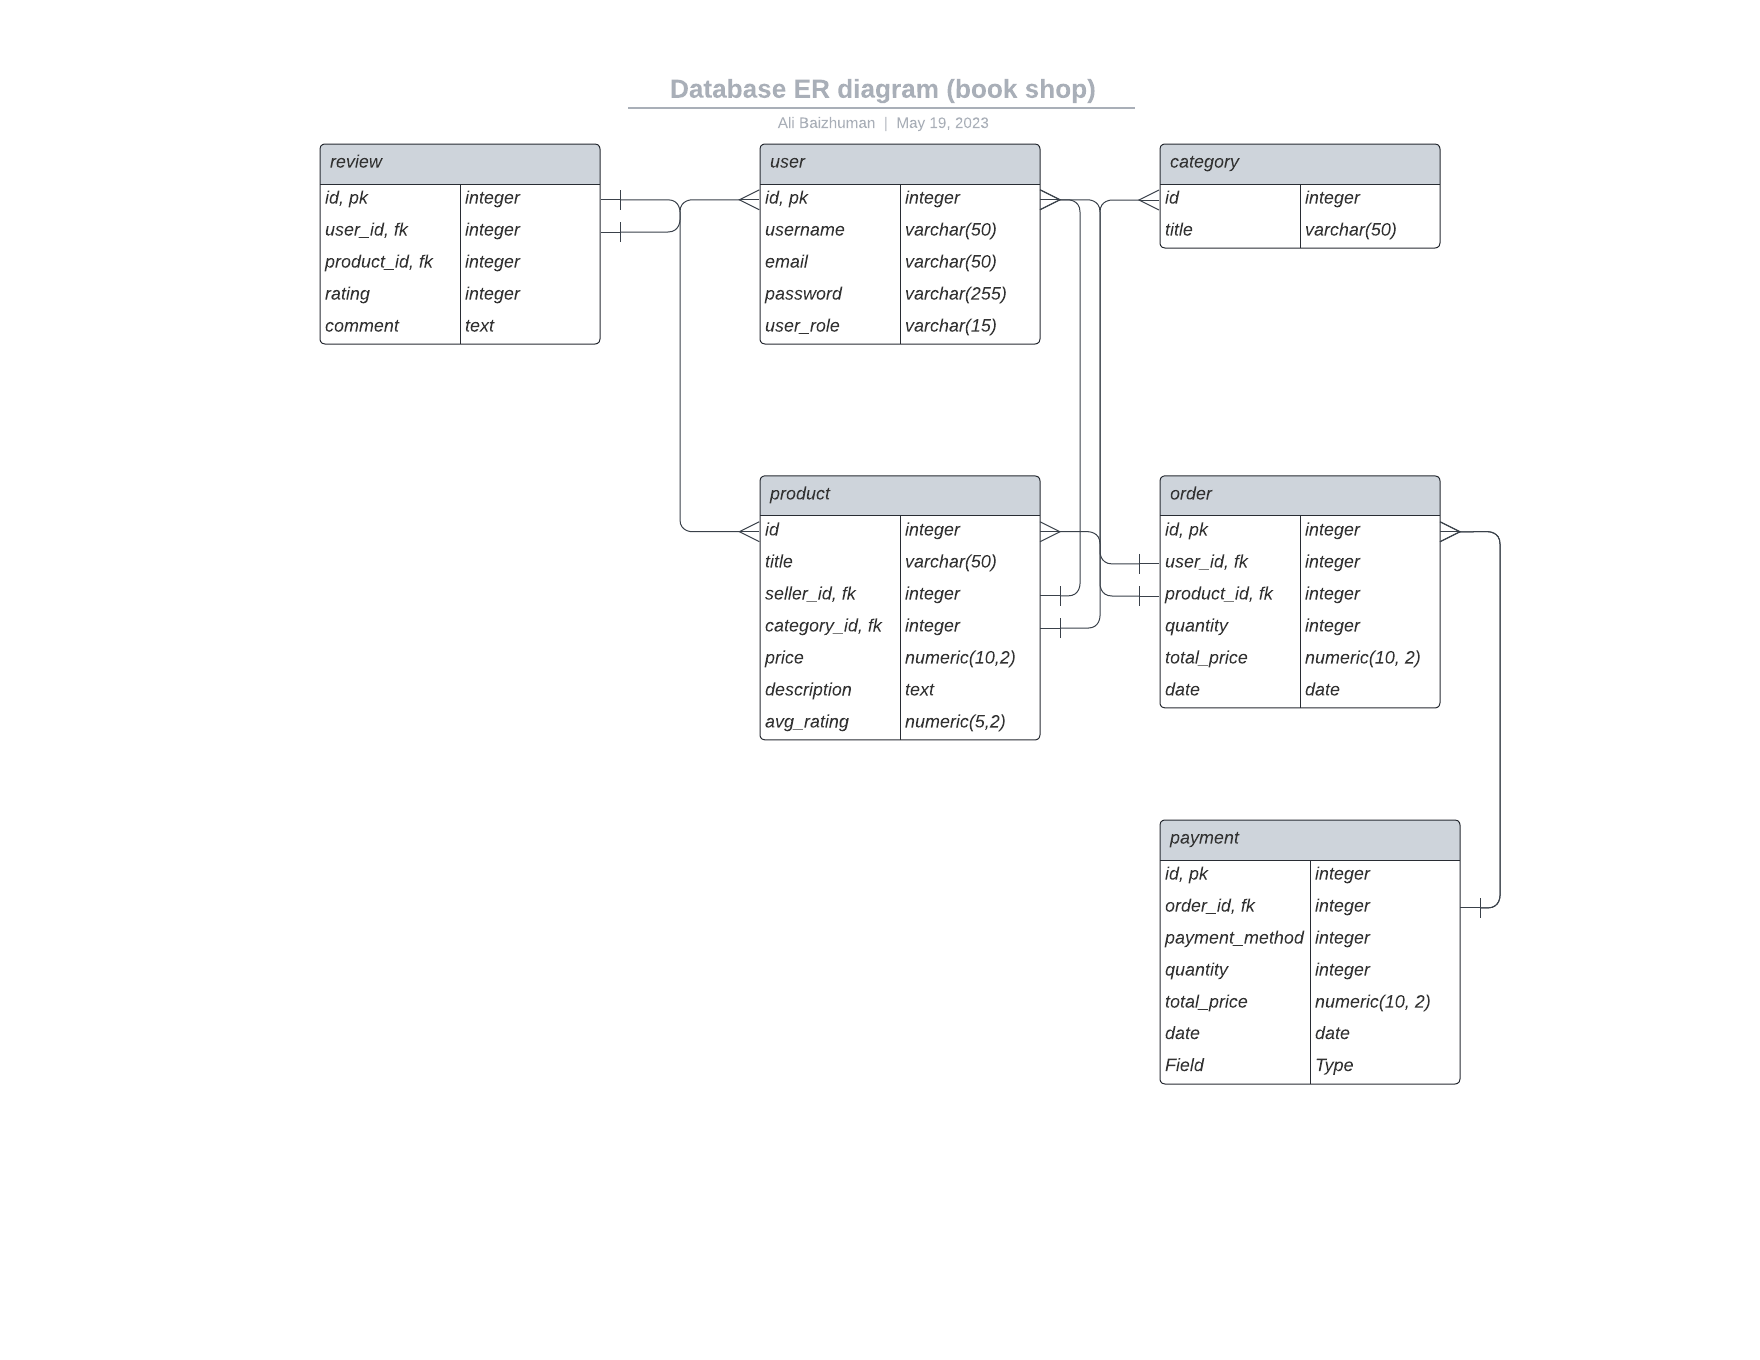 Database ER diagram (book shop)
Ali Baizhuman | May 19, 2023
review
id, pk integer
user_id, fk integer
product_id, fk integer
rating integer
comment text
user
id, pk integer
username varchar(50)
email varchar(50)
password varchar(255)
user_role varchar(15)
category
id integer
title varchar(50)
product
id integer
title varchar(50)
seller_id, fk integer
category_id, fk integer
price numeric(10,2)
description text
avg_rating numeric(5,2)
order
id, pk integer
user_id, fk integer
product_id, fk integer
quantity integer
total_price numeric(10, 2)
date date
payment
id, pk integer
order_id, fk integer
payment_method integer
quantity integer
total_price numeric(10, 2)
date date
Field Type